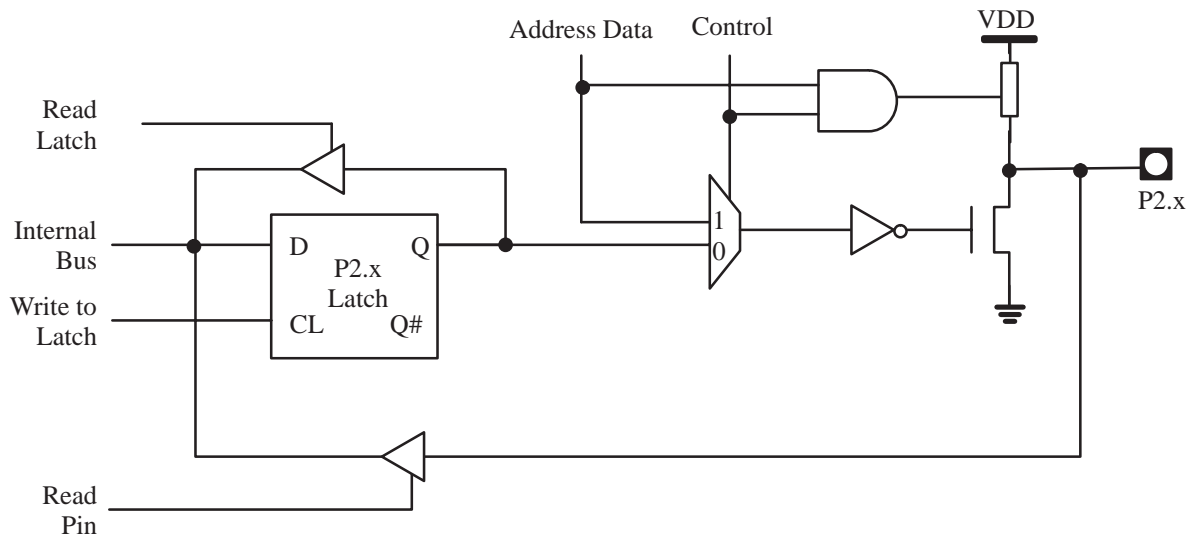 Address Data
Control
VDD
Read
Latch
P2.x
Internal
Bus
D
Q
P2.x
Latch
1
0
Write to
Latch
CL
Q#
Read
Pin